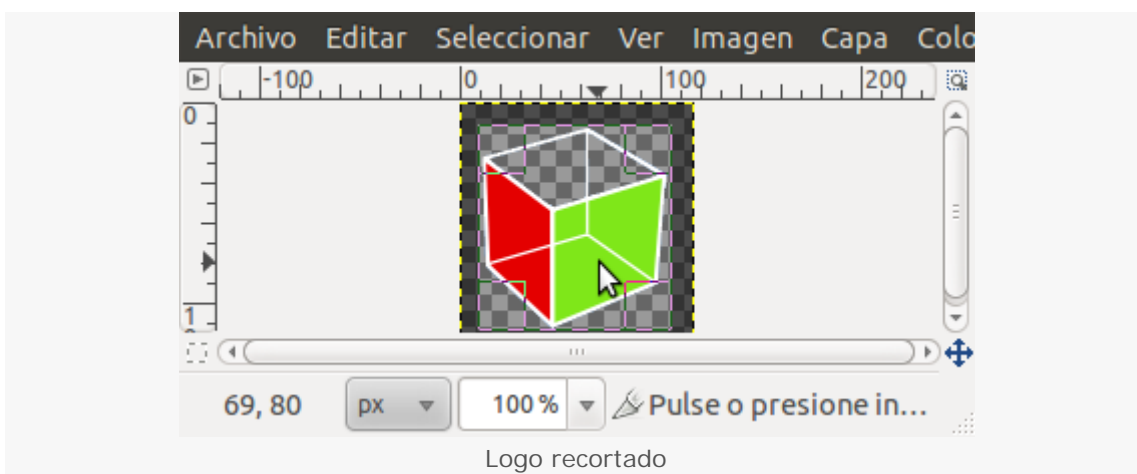 Archivo Editar Seleccionar Ver Imagen Capa Colo
-100 0 100 200
0
1
69, 80 px 100 % Pulse o presione in...
Logo recortado